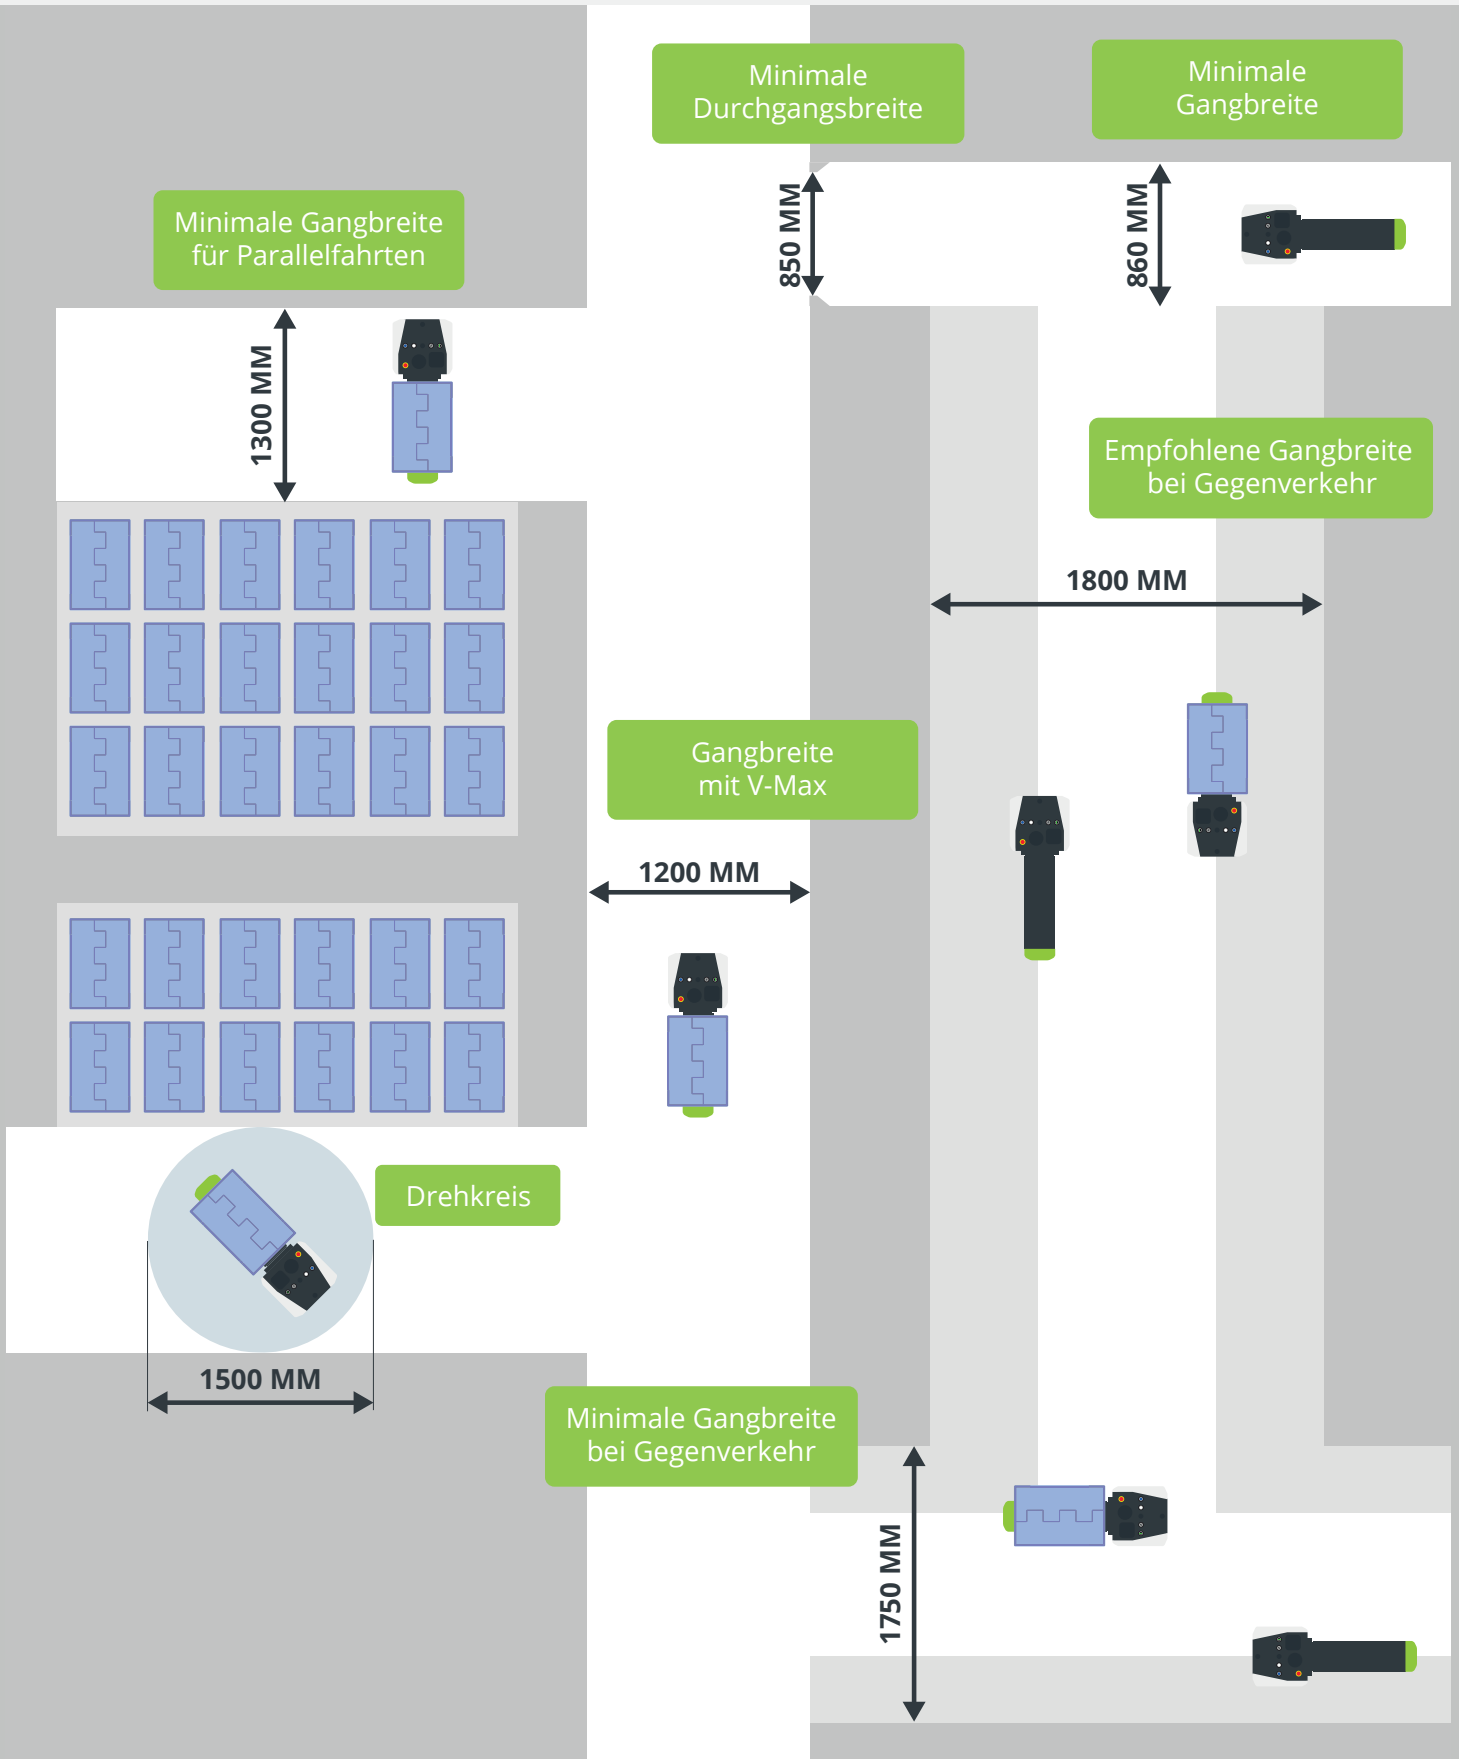 Minimale
Durchgangsbreite
Minimale
Gangbreite
850 MM
860 MM
Minimale Gangbreite
für Parallelfahrten
1300 MM
Empfohlene Gangbreite
bei Gegenverkehr
1800 MM
Gangbreite
mit V-Max
1200 MM
Drehkreis
1500 MM
Minimale Gangbreite
bei Gegenverkehr
1750 MM